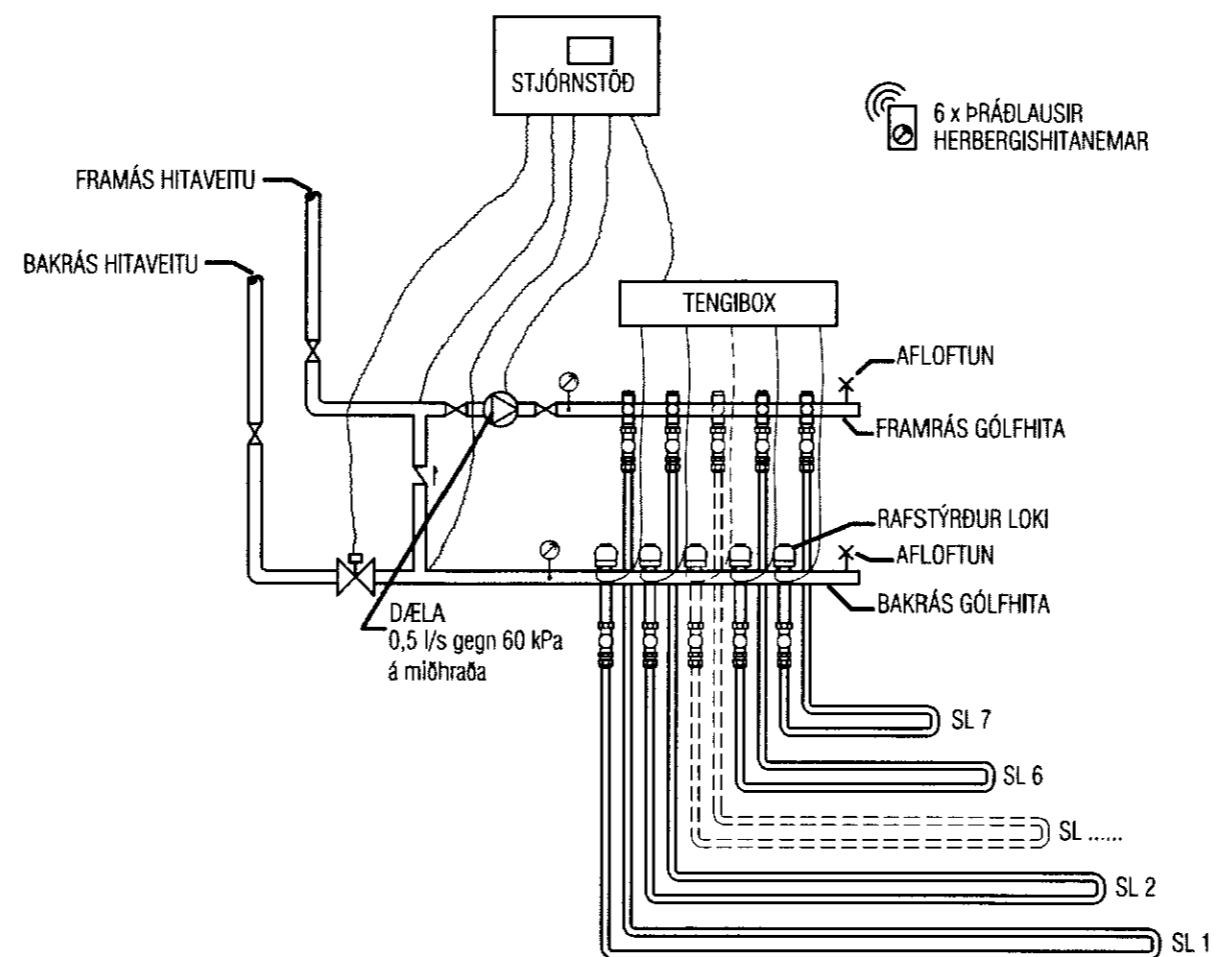 STJÓRNSTÖÐ
6 x ÞRÁÐLAUSIR
HERBERGISHITANEMAR
FRAMÁS HITAVEITU
BAKRÁS HITAVEITU
TENGIBOX
AFLOFTUN
FRAMRÁS GÓLFHITA
RAFSTÝRÐUR LOKI
AFLOFTUN
BAKRÁS GÓLFHITA
DÆLA
0,5 l/s gegn 60 kPa
á miðhraða
SL 7
SL 6
SL ......
SL 2
SL 1